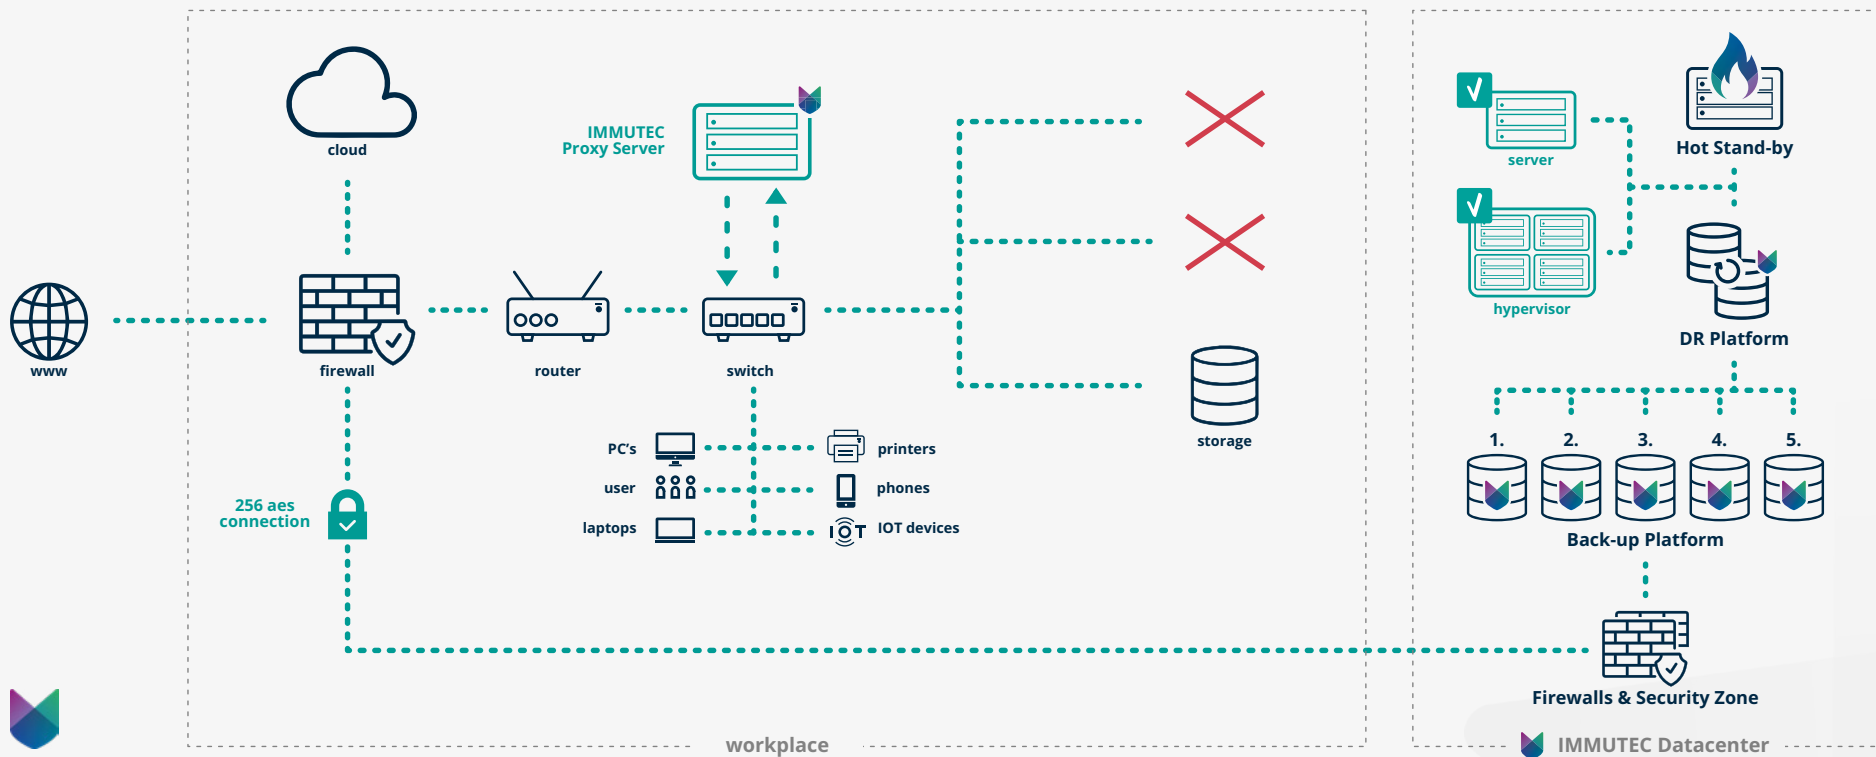 cloud
www
firewall
256 aes
connection
IMMUTEC
Proxy Server
router
switch
PC's
user
laptops
printers
phones
IOT
IOT devices
storage
workplace
server
hypervisor
Hot Stand-by
DR Platform
1.
2.
3.
4.
5.
Back-up Platform
Firewalls & Security Zone
IMMUTEC Datacenter